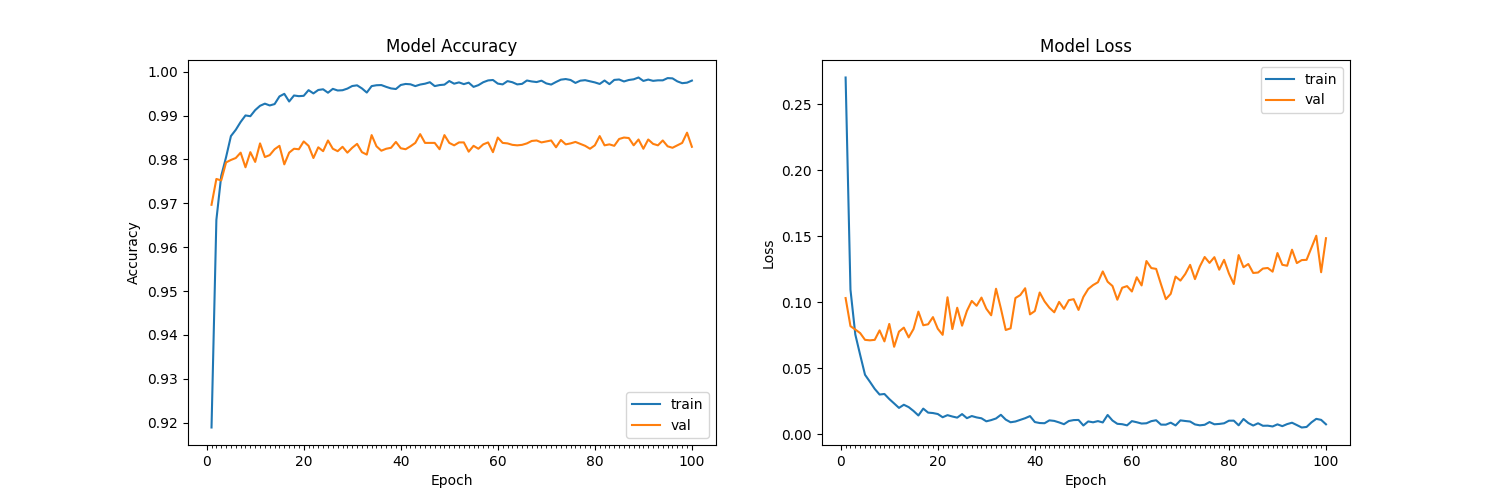 Model Accuracy
1.00
0.99
0.98
0.97
0.96
0.95
0.94
0.93
0.92
Accuracy
train
val
0 20 40 60 80 100
Epoch
Model Loss
0.25
0.20
0.15
0.10
0.05
0.00
Loss
train
val
0 20 40 60 80 100
Epoch